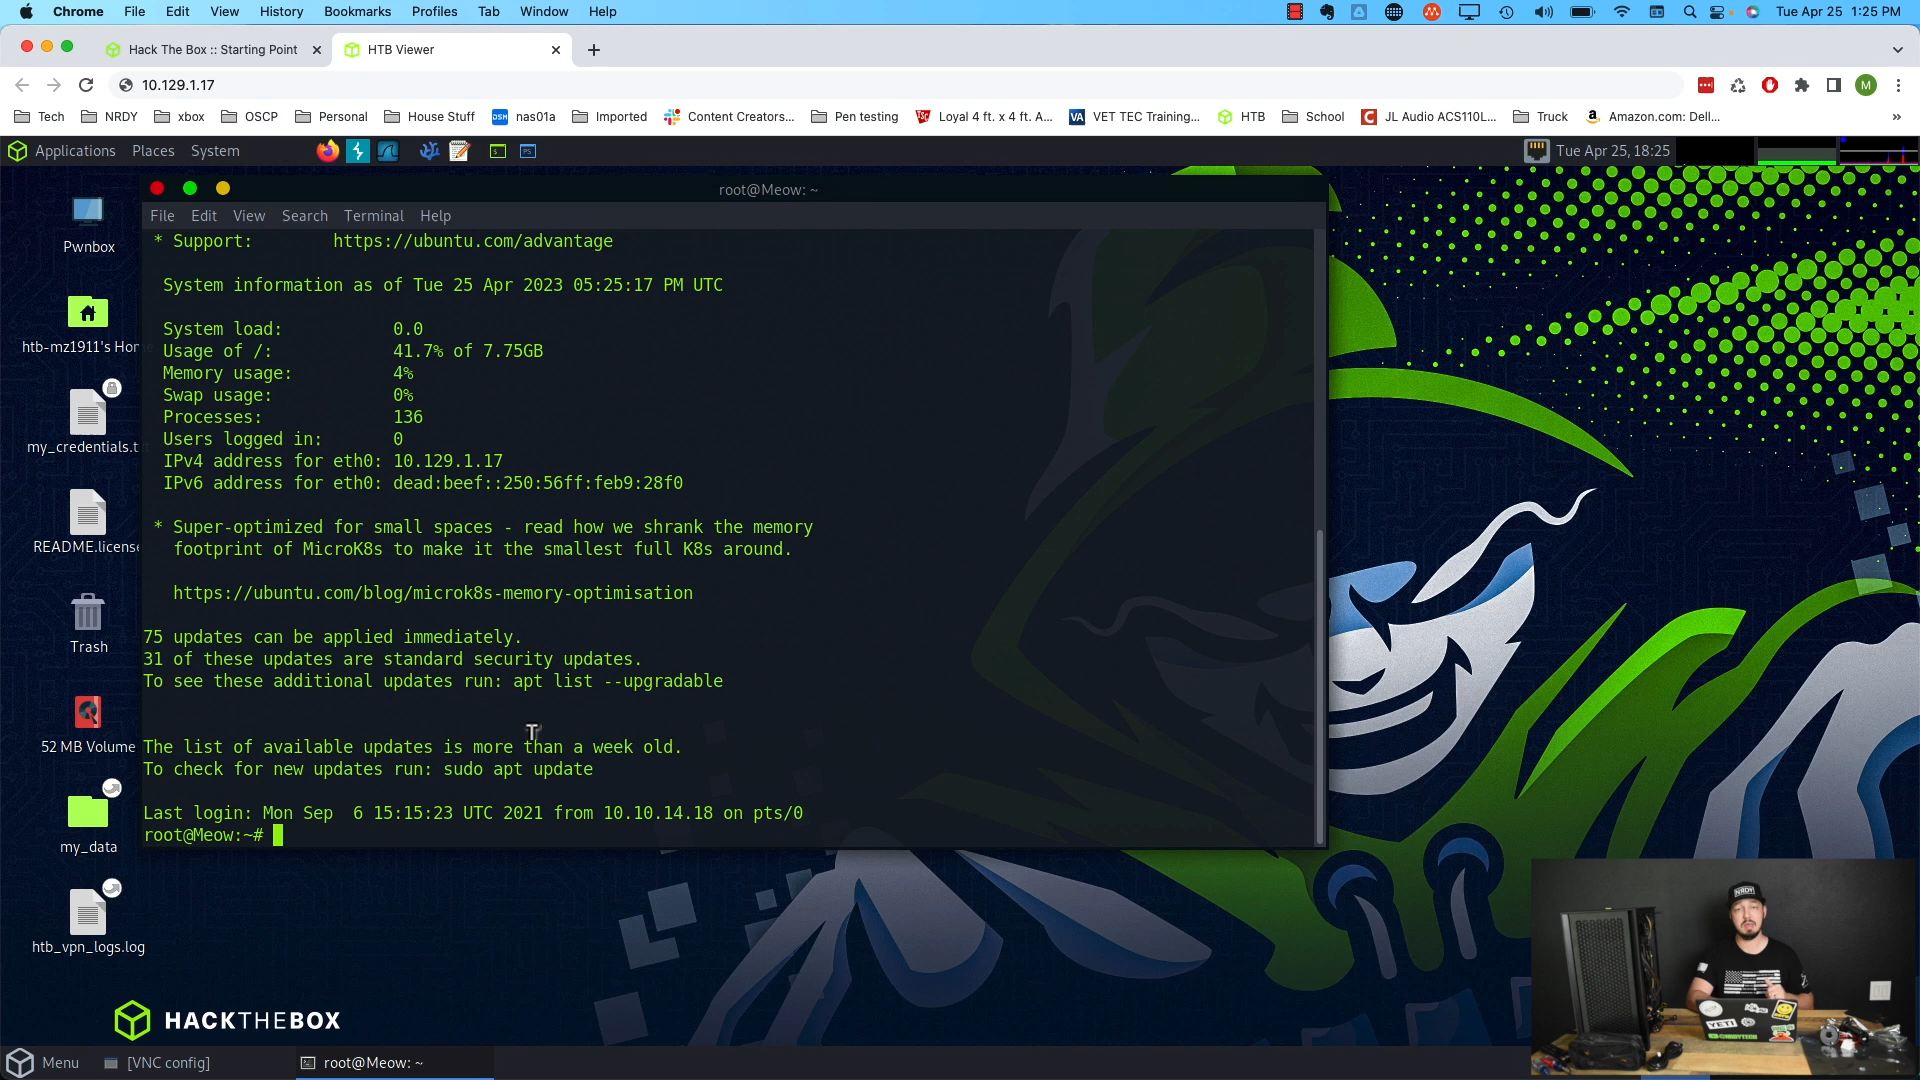 Chrome File Edit View History Bookmarks Profiles Tab Window Help Tue Apr 25 1:25 PM
Hack The Box :: Starting Point HTB Viewer
10.129.1.17 M
Tech NRDY xbox OSCP Personal House Stuff DSM nas01a Imported Content Creators... Pen testing Loyal 4 ft. x 4 ft. A... VA VET TEC Training... HTB School JL Audio ACS110L... Truck Amazon.com: Dell... »
Applications Places System Tue Apr 25, 18:25
root@Meow: ~
File Edit View Search Terminal Help
Pwnbox
htb-mz1911's Hon
my_credentials.t
README.license
Trash
52 MB Volume
my_data
htb_vpn_logs.log
* Support: https://ubuntu.com/advantage
System information as of Tue 25 Apr 2023 05:25:17 PM UTC
System load: 0.0
Usage of /: 41.7% of 7.75GB
Memory usage: 4%
Swap usage: 0%
Processes: 136
Users logged in: 0
IPv4 address for eth0: 10.129.1.17
IPv6 address for eth0: dead:beef::250:56ff:feb9:28f0
* Super-optimized for small spaces - read how we shrank the memory
footprint of MicroK8s to make it the smallest full K8s around.
https://ubuntu.com/blog/microk8s-memory-optimisation
75 updates can be applied immediately.
31 of these updates are standard security updates.
To see these additional updates run: apt list --upgradable
The list of available updates is more than a week old.
To check for new updates run: sudo apt update
Last login: Mon Sep  6 15:15:23 UTC 2021 from 10.10.14.18 on pts/0
root@Meow:~#
HACKTHEBOX
NRDY
YETI
Menu [VNC config] root@Meow: ~